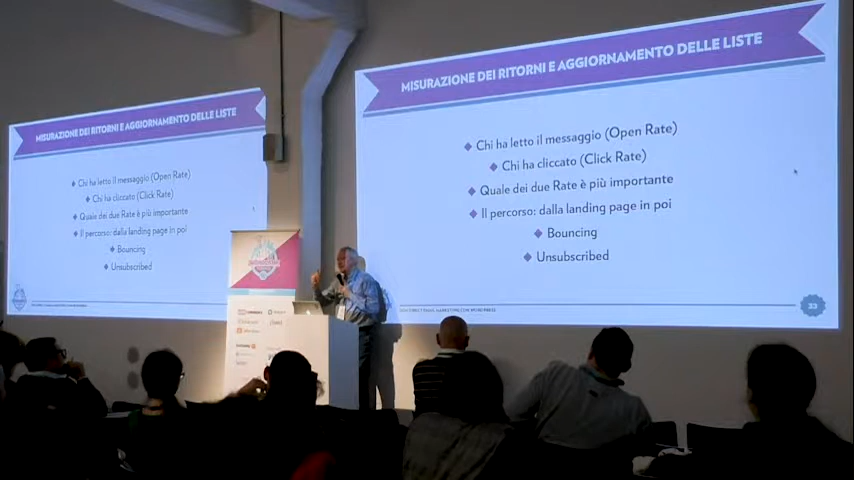 MISURAZIONE DEI RITORNI E AGGIORNAMENTO DELLE LISTE
Chi ha letto il messaggio (Open Rate)
Chi ha cliccato (Click Rate)
Quale dei due Rate è più importante
Il percorso: dalla landing page in poi
Bouncing
Unsubscribed
33
MISURAZIONE DEI RITORNI E AGGIORNAMENTO DELLE LISTE
Chi ha letto il messaggio (Open Rate)
Chi ha cliccato (Click Rate)
Quale dei due Rate è più importante
Il percorso: dalla landing page in poi
Bouncing
Unsubscribed